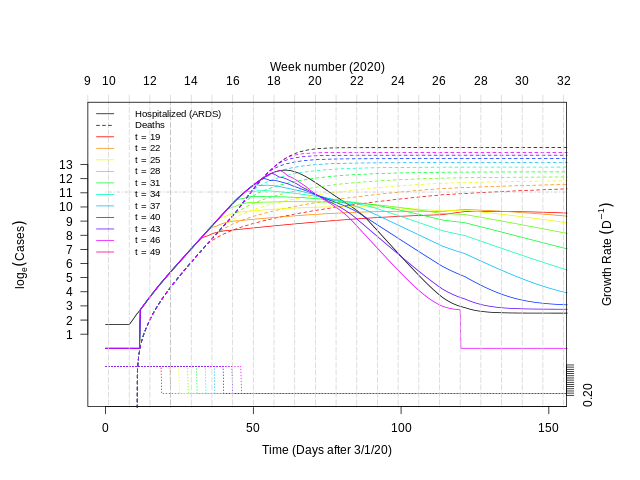 Week number (2020)
9 10 12 14 16 18 20 22 24 26 28 30 32
Hospitalized (ARDS)
Deaths
t = 19
t = 22
t = 25
t = 28
t = 31
t = 34
t = 37
t = 40
t = 43
t = 46
t = 49
13
12
11
10
9
8
7
6
5
4
3
2
1
logₑ(Cases)
Growth Rate (D⁻¹)
0.20
0 50 100 150
Time (Days after 3/1/20)